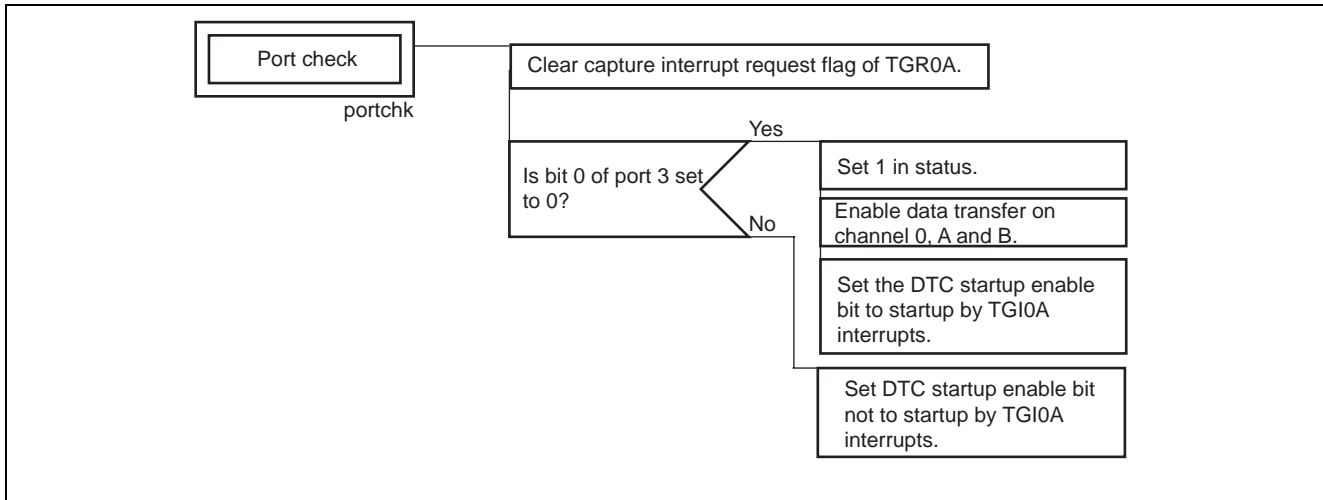 Port check
portchk
Clear capture interrupt request flag of TGR0A.
Is bit 0 of port 3 set
to 0?
Yes
Set 1 in status.
Enable data transfer on
channel 0, A and B.
Set the DTC startup enable
bit to startup by TGI0A
interrupts.
No
Set DTC startup enable bit
not to startup by TGI0A
interrupts.